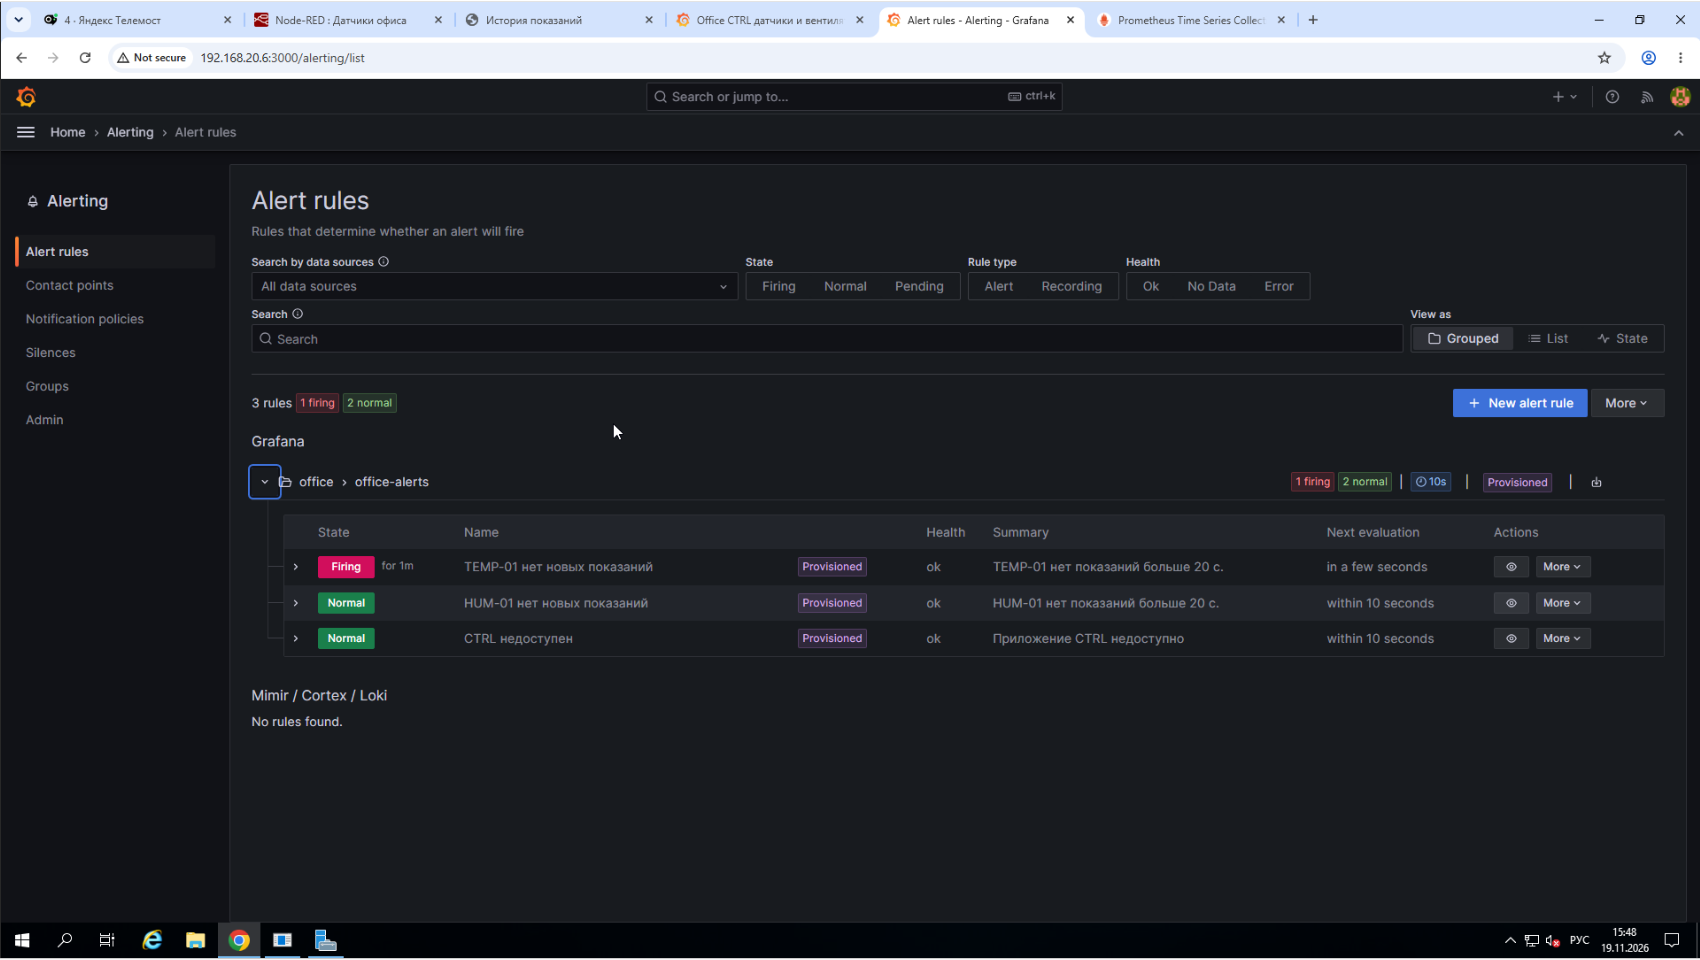 4 - Яндекс Телемост
Node-RED : Датчики офиса
История показаний
Office CTRL датчики и вентиля
Alert rules - Alerting - Grafana
Prometheus Time Series Collect
Not secure
192.168.20.6:3000/alerting/list
Search or jump to...
ctrl+k
Home › Alerting › Alert rules
Alerting
Alert rules
Contact points
Notification policies
Silences
Groups
Admin
Alert rules
Rules that determine whether an alert will fire
Search by data sources
State
Rule type
Health
All data sources
Firing Normal Pending
Alert Recording
Ok No Data Error
Search
View as
Search
Grouped List State
3 rules 1 firing 2 normal
+ New alert rule
More
Grafana
office › office-alerts
1 firing 2 normal | 10s | Provisioned |
State Name Health Summary Next evaluation Actions
Firing for 1m TEMP-01 нет новых показаний Provisioned ok TEMP-01 нет показаний больше 20 с. in a few seconds More
Normal HUM-01 нет новых показаний Provisioned ok HUM-01 нет показаний больше 20 с. within 10 seconds More
Normal CTRL недоступен Provisioned ok Приложение CTRL недоступно within 10 seconds More
Mimir / Cortex / Loki
No rules found.
РУС
15:48
19.11.2026